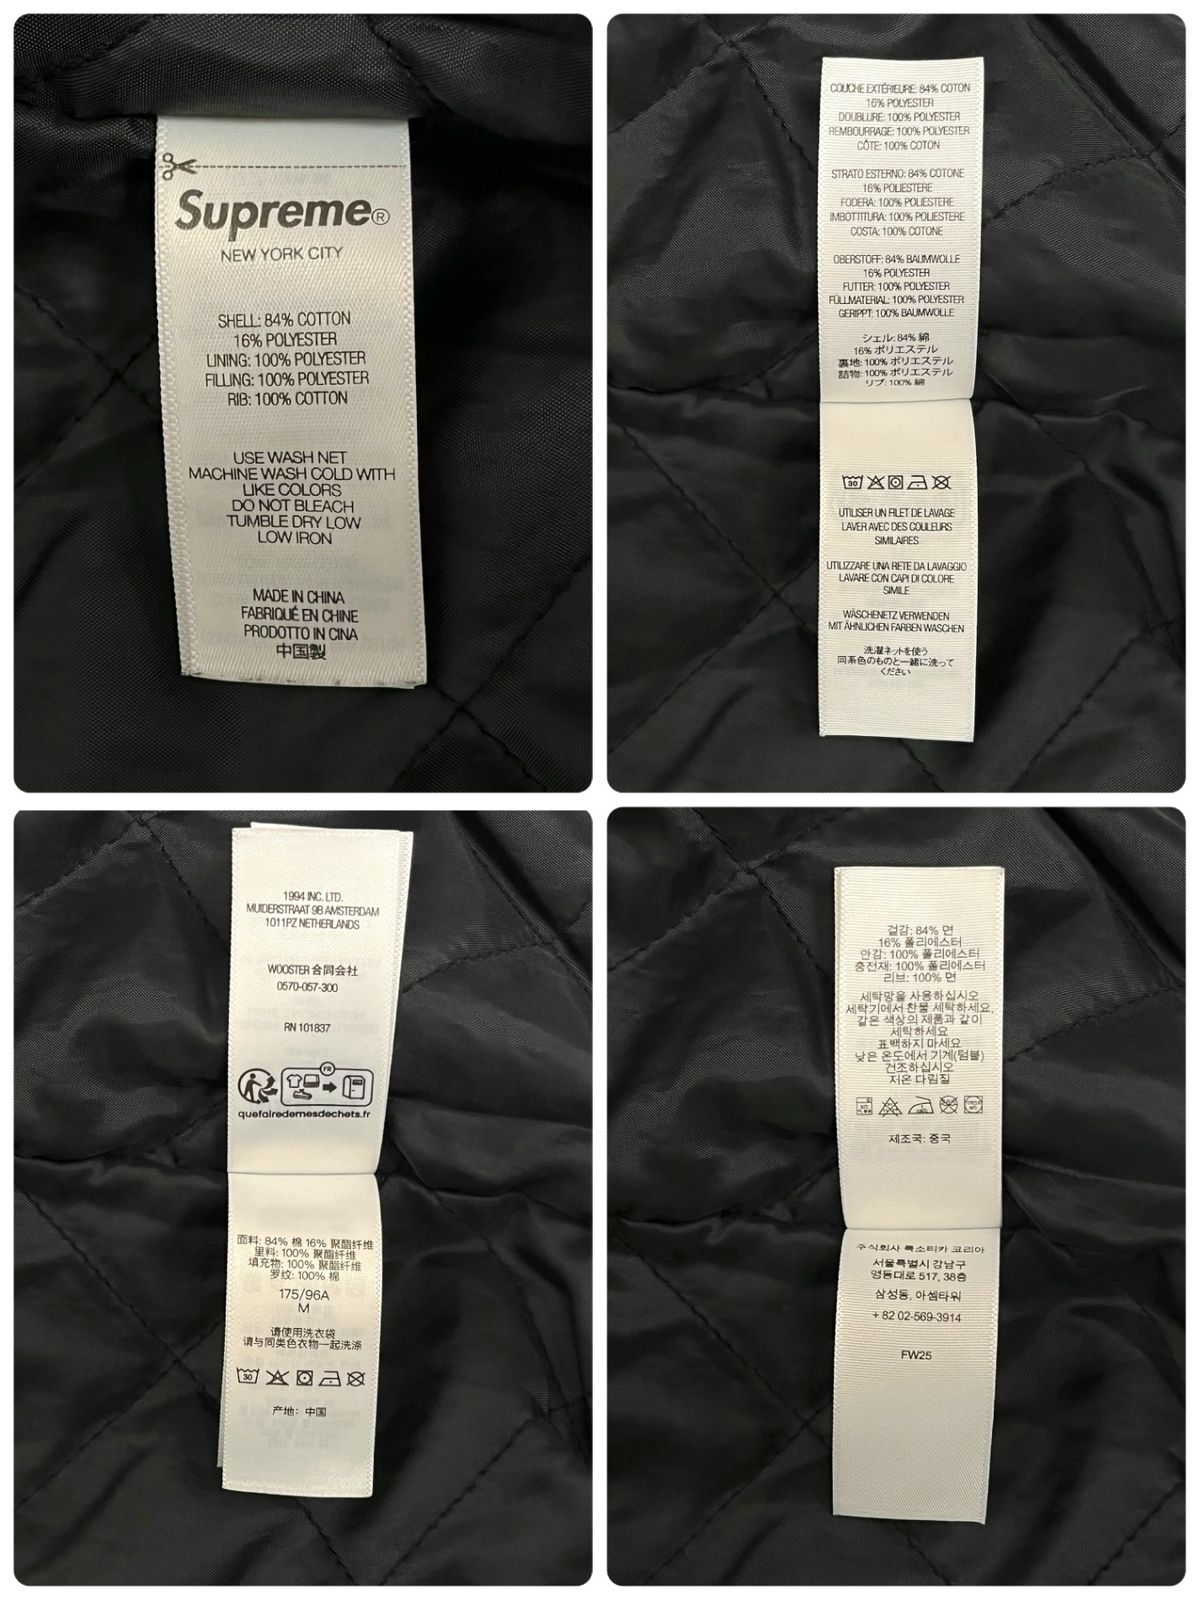 Supreme®
NEW YORK CITY
SHELL: 84% COTTON
16% POLYESTER
LINING: 100% POLYESTER
FILLING: 100% POLYESTER
RIB: 100% COTTON
USE WASH NET
MACHINE WASH COLD WITH
LIKE COLORS
DO NOT BLEACH
TUMBLE DRY LOW
LOW IRON
MADE IN CHINA
FABRIQUÉ EN CHINE
PRODOTTO IN CINA
中国製
COUCHE EXTÉRIEURE: 84% COTON
16% POLYESTER
DOUBLURE: 100% POLYESTER
REMBOURRAGE: 100% POLYESTER
CÔTE: 100% COTON
STRATO ESTERNO: 84% COTONE
16% POLIESTERE
FODERA: 100% POLIESTERE
IMBOTTITURA: 100% POLIESTERE
COSTA: 100% COTONE
OBERSTOFF: 84% BAUMWOLLE
16% POLYESTER
FUTTER: 100% POLYESTER
FÜLLMATERIAL: 100% POLYESTER
GERIPPT: 100% BAUMWOLLE
シェル: 84% 綿
16% ポリエステル
裏地: 100% ポリエステル
詰物: 100% ポリエステル
リブ: 100% 綿
30
UTILISER UN FILET DE LAVAGE
LAVER AVEC DES COULEURS
SIMILAIRES
UTILIZZARE UNA RETE DA LAVAGGIO
LAVARE CON CAPI DI COLORE
SIMILE
WÄSCHENETZ VERWENDEN
MIT ÄHNLICHEN FARBEN WASCHEN
洗濯ネットを使う
同系色のものと一緒に洗って
ください
1994 INC. LTD.
MUIDERSTRAAT 9B AMSTERDAM
1011PZ NETHERLANDS
WOOSTER 合同会社
0570-057-300
RN 101837
FR
quefairedemesdechets.fr
面料: 84% 棉 16% 聚酯纤维
里料: 100% 聚酯纤维
填充物: 100% 聚酯纤维
罗纹: 100% 棉
175/96A
M
请使用洗衣袋
请与同类色衣物一起洗涤
30
产地: 中国
겉감: 84% 면
16% 폴리에스터
안감: 100% 폴리에스터
충전재: 100% 폴리에스터
리브: 100% 면
세탁망을 사용하십시오
세탁기에서 찬물 세탁하세요,
같은 색상의 제품과 같이
세탁하세요
표백하지 마세요
낮은 온도에서 기계(텀블)
건조하십시오
저온 다림질
제조국: 중국
주식회사 룩소티카 코리아
서울특별시 강남구
영동대로 517, 38층
삼성동, 아셈타워
+ 82 02-569-3914
FW25